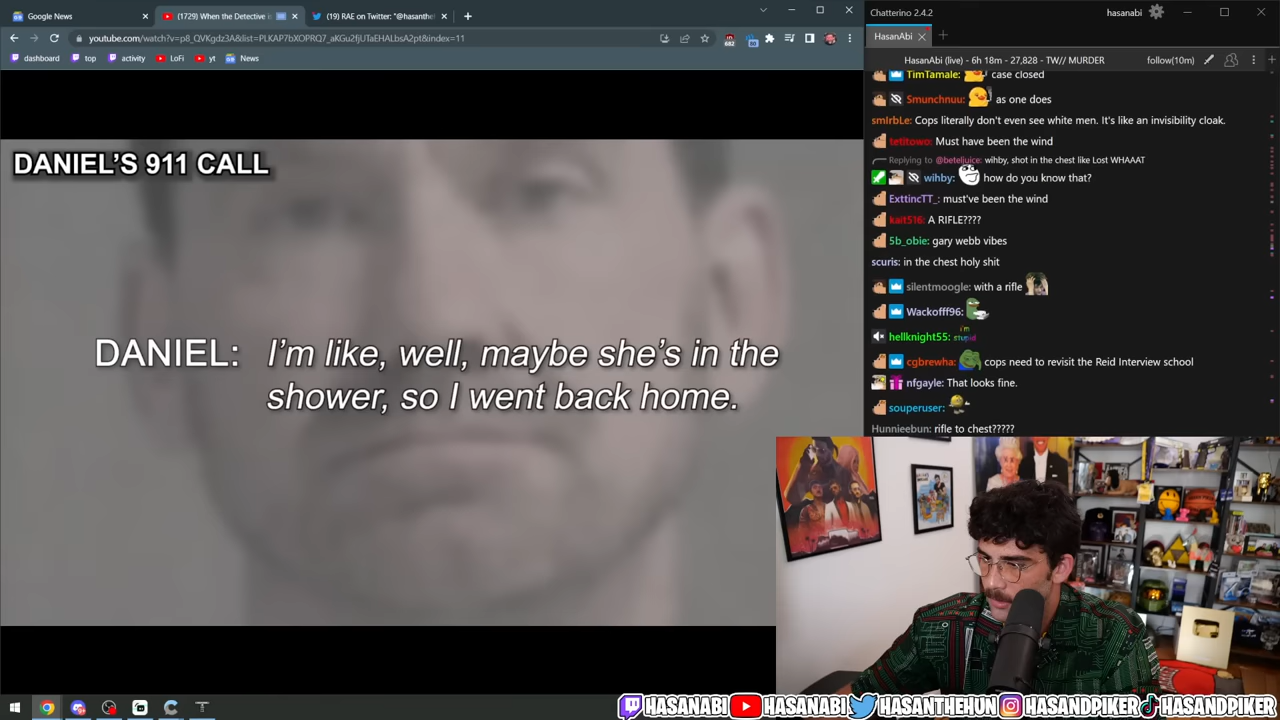 Google News
(1729) When the Detective is
(19) RAE on Twitter: "@hasanthe
youtube.com/watch?v=p8_QVKgdz3A&list=PLKAP7bXOPRQ7_aKGu2fjUTaEHALbsA2pt&index=11
682
80
dashboard
top
activity
LoFi
yt
News
DANIEL'S 911 CALL
DANIEL: I'm like, well, maybe she's in the
shower, so I went back home.
Chatterino 2.4.2
hasanabi
HasanAbi
HasanAbi (live) - 6h 18m - 27,828 - TW// MURDER
follow(10m)
TimTamale: case closed
Smunchnuu: as one does
smIrbLe: Cops literally don't even see white men. It's like an invisibility cloak.
tetitowo: Must have been the wind
Replying to @beteljuice: wihby, shot in the chest like Lost WHAAAT
wihby: how do you know that?
ExttincTT_: must've been the wind
kait516: A RIFLE????
5b_obie: gary webb vibes
scuris: in the chest holy shit
silentmoogle: with a rifle
Wackofff96:
hellknight55: i'm stupid
cgbrewha: cops need to revisit the Reid Interview school
nfgayle: That looks fine.
souperuser:
Hunnieebun: rifle to chest?????
HASANABI HASANABI HASANTHEHUN HASANDPIKER HASANDPIKER